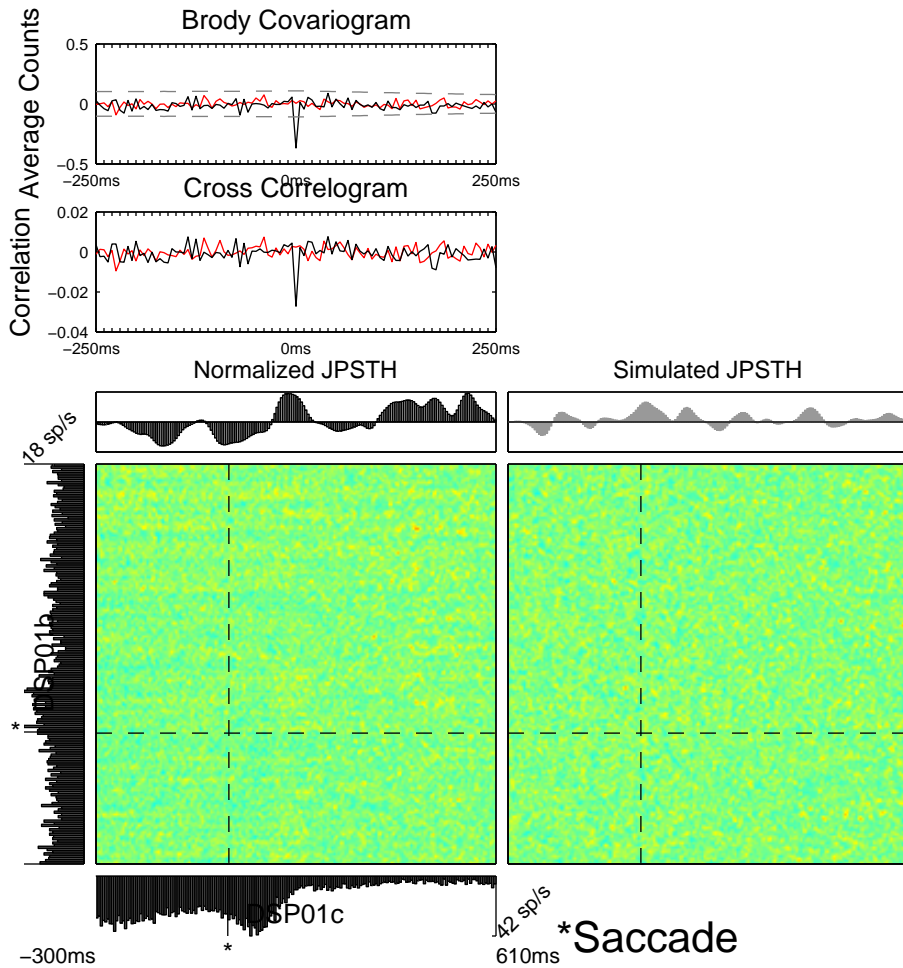 Brody Covariogram
Average Counts
0.5
0
−0.5
−250ms
0ms
250ms
Cross Correlogram
Correlation
0.02
0
−0.02
−0.04
−250ms
0ms
250ms
Normalized JPSTH
Simulated JPSTH
18 sp/s
DSP01b
*
DSP01c
*
42 sp/s
−300ms
610ms
*Saccade